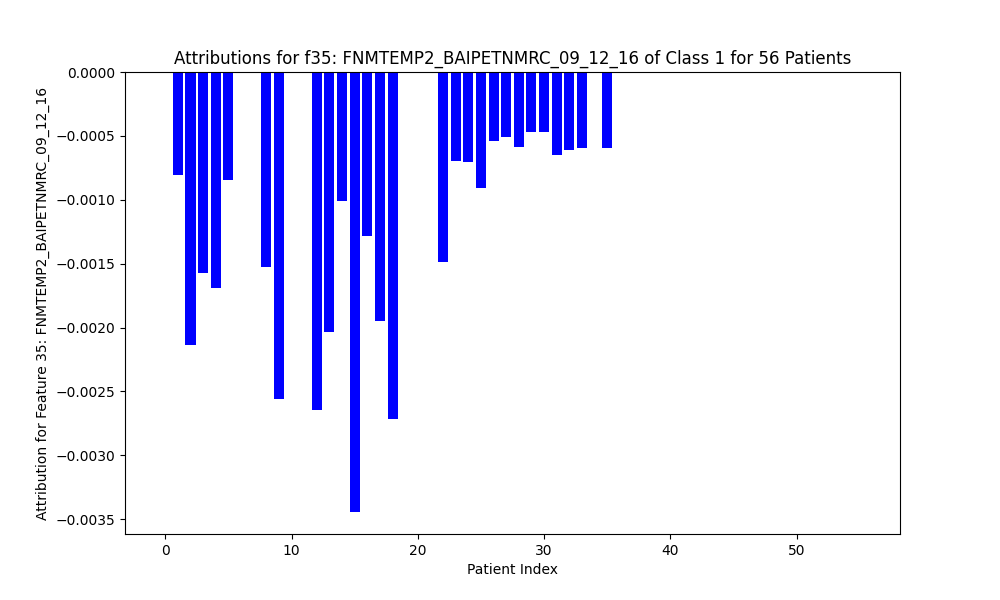 Attributions for f35: FNMTEMP2_BAIPETNMRC_09_12_16 of Class 1 for 56 Patients
Attribution for Feature 35: FNMTEMP2_BAIPETNMRC_09_12_16
0.0000
−0.0005
−0.0010
−0.0015
−0.0020
−0.0025
−0.0030
−0.0035
0 10 20 30 40 50
Patient Index